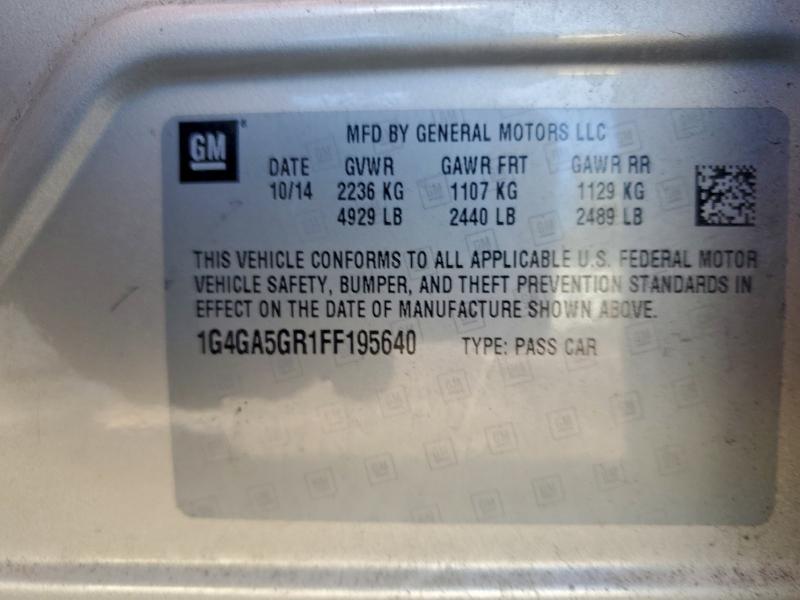 GM
MFD BY GENERAL MOTORS LLC
DATE GVWR GAWR FRT GAWR RR
10/14 2236 KG 1107 KG 1129 KG
4929 LB 2440 LB 2489 LB
THIS VEHICLE CONFORMS TO ALL APPLICABLE U.S. FEDERAL MOTOR
VEHICLE SAFETY, BUMPER, AND THEFT PREVENTION STANDARDS IN
EFFECT ON THE DATE OF MANUFACTURE SHOWN ABOVE.
1G4GA5GR1FF195640 TYPE: PASS CAR